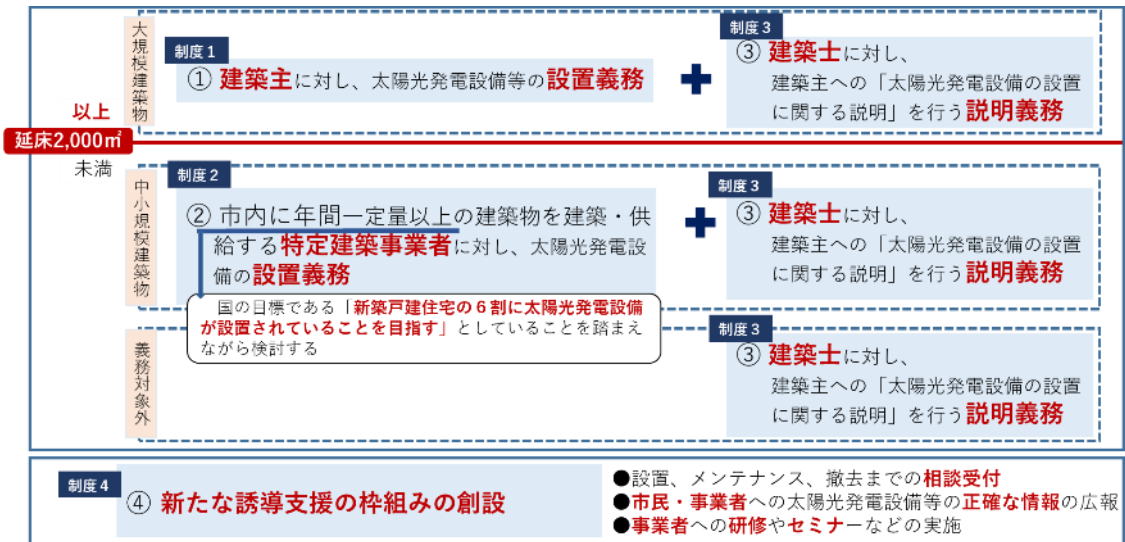 大規模建築物
制度1
① 建築主に対し、太陽光発電設備等の設置義務
+
制度3
③ 建築士に対し、
建築主への「太陽光発電設備の設置
に関する説明」を行う説明義務
以上
延床2,000㎡
未満
中小規模建築物
制度2
② 市内に年間一定量以上の建築物を建築・供
給する特定建築事業者に対し、太陽光発電設
備の設置義務
国の目標である「新築戸建住宅の6割に太陽光発電設備
が設置されていることを目指す」としていることを踏まえ
ながら検討する
+
制度3
③ 建築士に対し、
建築主への「太陽光発電設備の設置
に関する説明」を行う説明義務
義務対象外
制度3
③ 建築士に対し、
建築主への「太陽光発電設備の設置
に関する説明」を行う説明義務
制度4
④ 新たな誘導支援の枠組みの創設
●設置、メンテナンス、撤去までの相談受付
●市民・事業者への太陽光発電設備等の正確な情報の広報
●事業者への研修やセミナーなどの実施